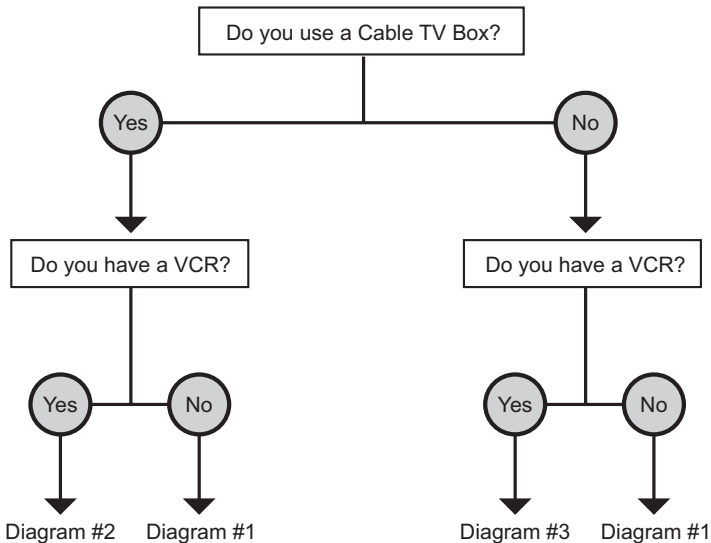 Do you use a Cable TV Box?
Yes
No
Do you have a VCR?
Do you have a VCR?
Yes
No
Yes
No
Diagram #2
Diagram #1
Diagram #3
Diagram #1